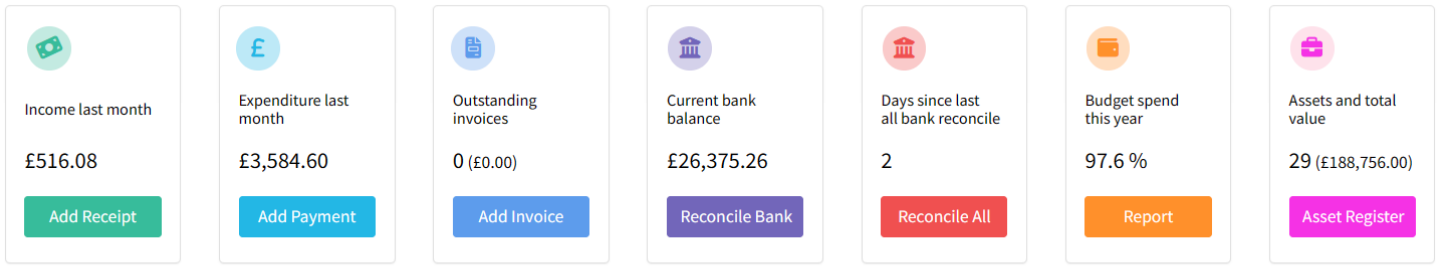 £
Income last month
£516.08
Add Receipt
Expenditure last
month
£3,584.60
Add Payment
Outstanding
invoices
0 (£0.00)
Add Invoice
Current bank
balance
£26,375.26
Reconcile Bank
Days since last
all bank reconcile
2
Reconcile All
Budget spend
this year
97.6 %
Report
Assets and total
value
29 (£188,756.00)
Asset Register